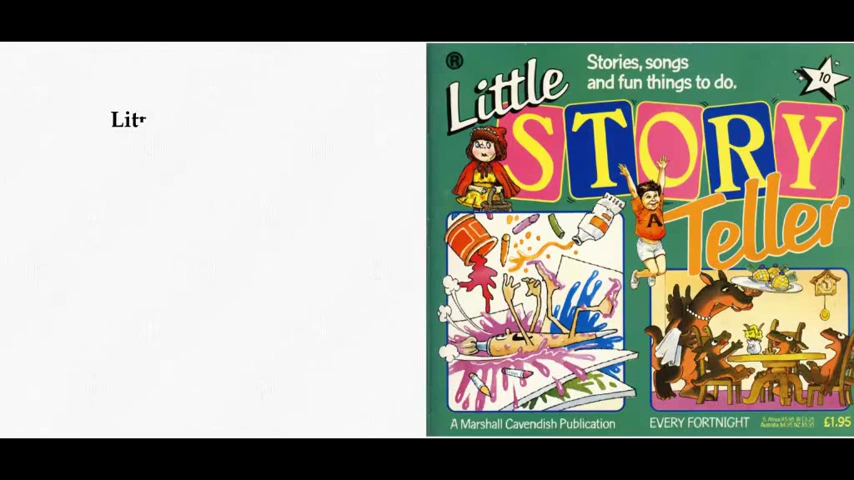 Lit
®
Little
Stories, songs
and fun things to do.
10
STORY
Teller
A
A Marshall Cavendish Publication
EVERY FORTNIGHT
£1.95